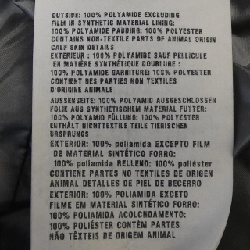 OUTSIDE: 100% POLYAMIDE EXCLUDING
FILM IN SYNTHETIC MATERIAL LINING:
100% POLYAMIDE PADDING: 100% POLYESTER
CONTAINS NON-TEXTILE PARTS OF ANIMAL ORIGIN
CALF SKIN DETAILS
EXTERIEUR: 100% POLYAMIDE SAUF PELLICULE
EN MATIÈRE SYNTHÉTIQUE DOUBLURE:
100% POLYAMIDE GARNITURE 100% POLYESTER
CONTIENT DES PARTIES NON TEXTILES
D'ORIGINE ANIMALE
AUSSENSEITE: 100% POLYAMID AUSGESCHLOSSEN
FOLIE AUS SYNTHETISCHEM MATERIAL FUTTER:
100% POLYAMID FÜLLUNG: 100% POLYESTER
ENTHÄLT NICHTTEXTILE TEILE TIERISCHEN
URSPRUNGS
EXTERIOR: 100% poliamida EXCEPTO FILM
DE MATERIAL SINTÉTICO FORRO:
100% poliamida RELLENO: 100% poliéster
CONTIENE PARTES NO TEXTILES DE ORIGEN
ANIMAL DETALLES DE PIEL DE BECERRO
EXTERIOR: 100% POLIAMIDA EXCETO
FILME EM MATERIAL SINTÉTICO FORRO:
100% POLIAMIDA ACOLCHOAMENTO:
100% POLIÉSTER CONTÉM PARTES
NÃO TÊXTEIS DE ORIGEM ANIMAL